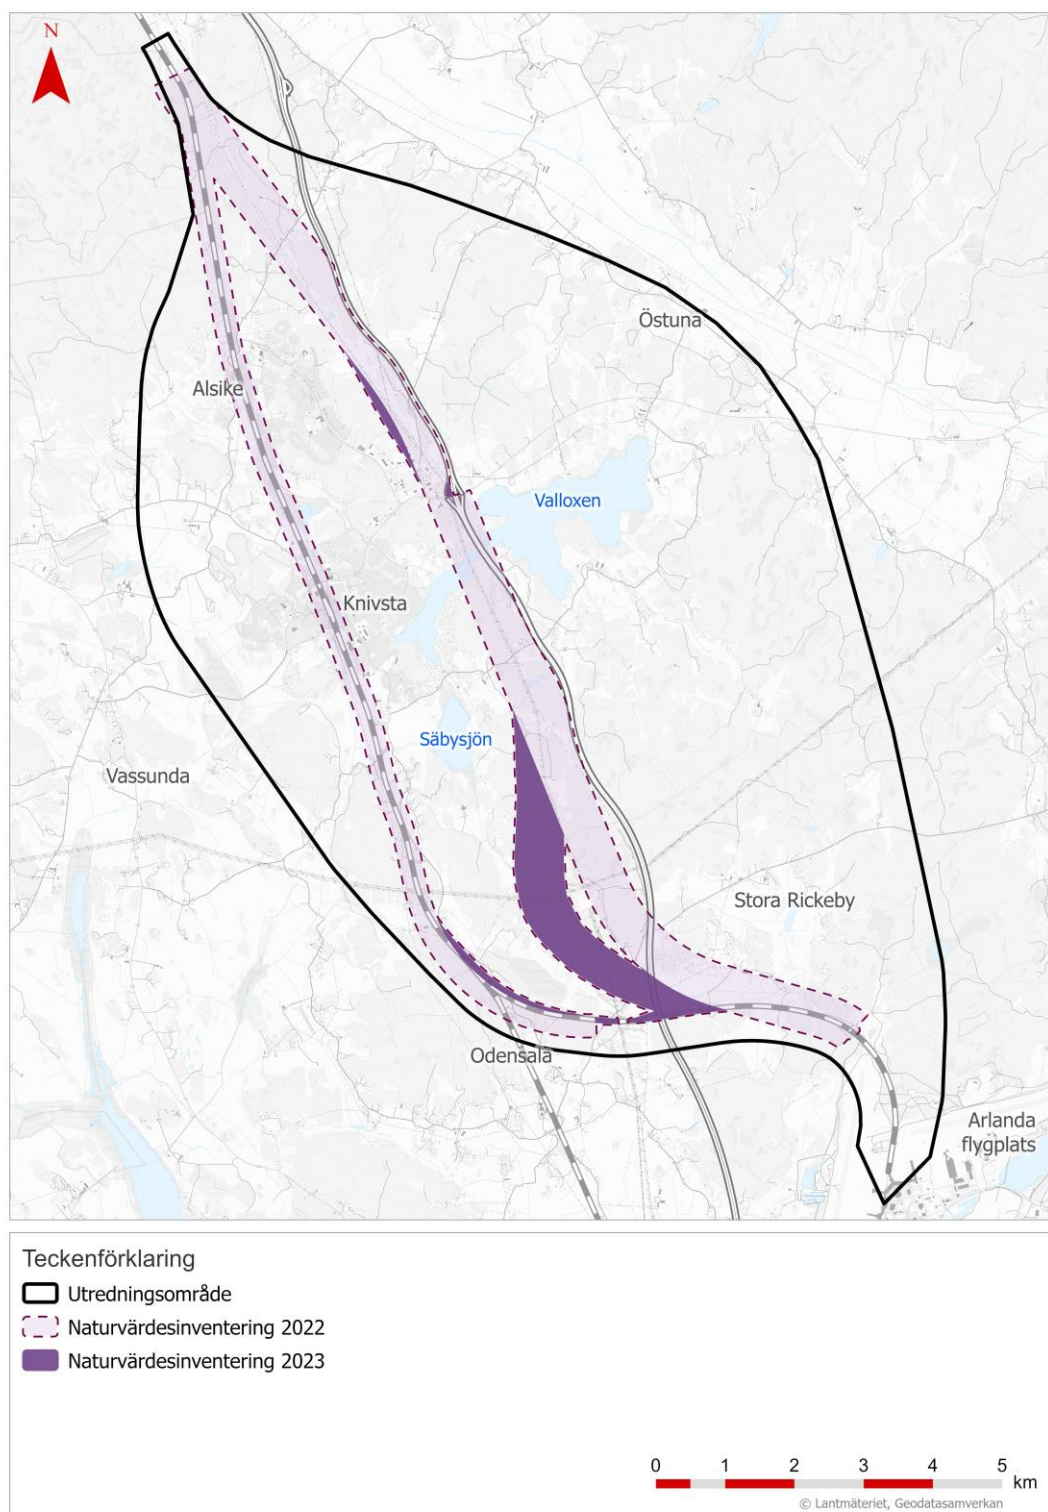 N
Östuna
Alsike
Valloxen
Knivsta
Säbysjön
Vassunda
Stora Rickeby
Odensala
Arlanda
flygplats
Teckenförklaring
Utredningsområde
Naturvärdesinventering 2022
Naturvärdesinventering 2023
0 1 2 3 4 5
km
© Lantmäteriet, Geodatasamverkan